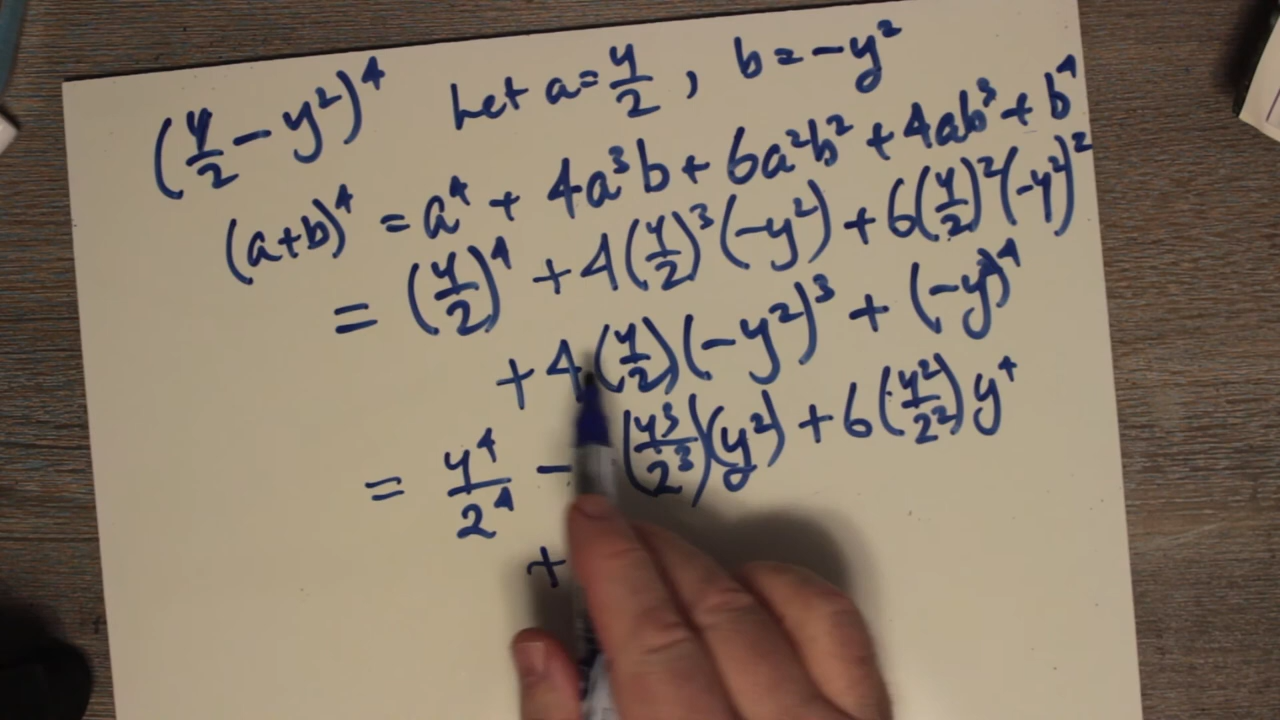 (y/2 - y²)⁴ Let a = y/2, b = -y²
(a+b)⁴ = a⁴ + 4a³b + 6a²b² + 4ab³ + b⁴
= (y/2)⁴ + 4(y/2)³(-y²) + 6(y/2)²(-y²)²
+ 4(y/2)(-y²)³ + (-y²)⁴
= y⁴/2⁴ - (y³/2³)(y²) + 6(y²/2²)y⁴
+